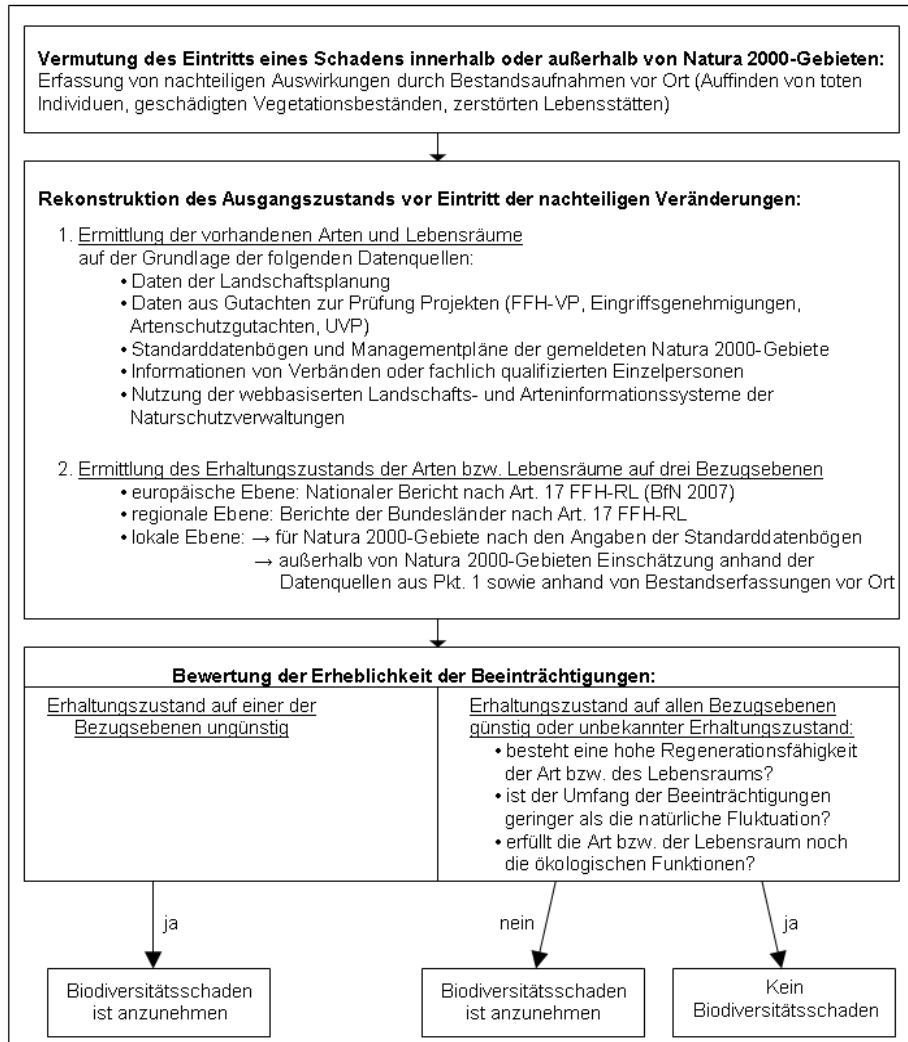 Vermutung des Eintritts eines Schadens innerhalb oder außerhalb von Natura 2000-Gebieten:
Erfassung von nachteiligen Auswirkungen durch Bestandsaufnahmen vor Ort (Auffinden von toten
Individuen, geschädigten Vegetationsbeständen, zerstörten Lebensstätten)
Rekonstruktion des Ausgangszustands vor Eintritt der nachteiligen Veränderungen:
1. Ermittlung der vorhandenen Arten und Lebensräume
auf der Grundlage der folgenden Datenquellen:
• Daten der Landschaftsplanung
• Daten aus Gutachten zur Prüfung Projekten (FFH-VP, Eingriffsgenehmigungen,
Artenschutzgutachten, UVP)
• Standarddatenbögen und Managementpläne der gemeldeten Natura 2000-Gebiete
• Informationen von Verbänden oder fachlich qualifizierten Einzelpersonen
• Nutzung der webbasiserten Landschafts- und Arteninformationssysteme der
Naturschutzverwaltungen
2. Ermittlung des Erhaltungszustands der Arten bzw. Lebensräume auf drei Bezugsebenen
• europäische Ebene: Nationaler Bericht nach Art. 17 FFH-RL (BfN 2007)
• regionale Ebene: Berichte der Bundesländer nach Art. 17 FFH-RL
• lokale Ebene: → für Natura 2000-Gebiete nach den Angaben der Standarddatenbögen
→ außerhalb von Natura 2000-Gebieten Einschätzung anhand der
Datenquellen aus Pkt. 1 sowie anhand von Bestandserfassungen vor Ort
Bewertung der Erheblichkeit der Beeinträchtigungen:
Erhaltungszustand auf einer der
Bezugsebenen ungünstig
Erhaltungszustand auf allen Bezugsebenen
günstig oder unbekannter Erhaltungszustand:
• besteht eine hohe Regenerationsfähigkeit
der Art bzw. des Lebensraums?
• ist der Umfang der Beeinträchtigungen
geringer als die natürliche Fluktuation?
• erfüllt die Art bzw. der Lebensraum noch
die ökologischen Funktionen?
ja
nein
ja
Biodiversitätsschaden
ist anzunehmen
Biodiversitätsschaden
ist anzunehmen
Kein
Biodiversitätsschaden